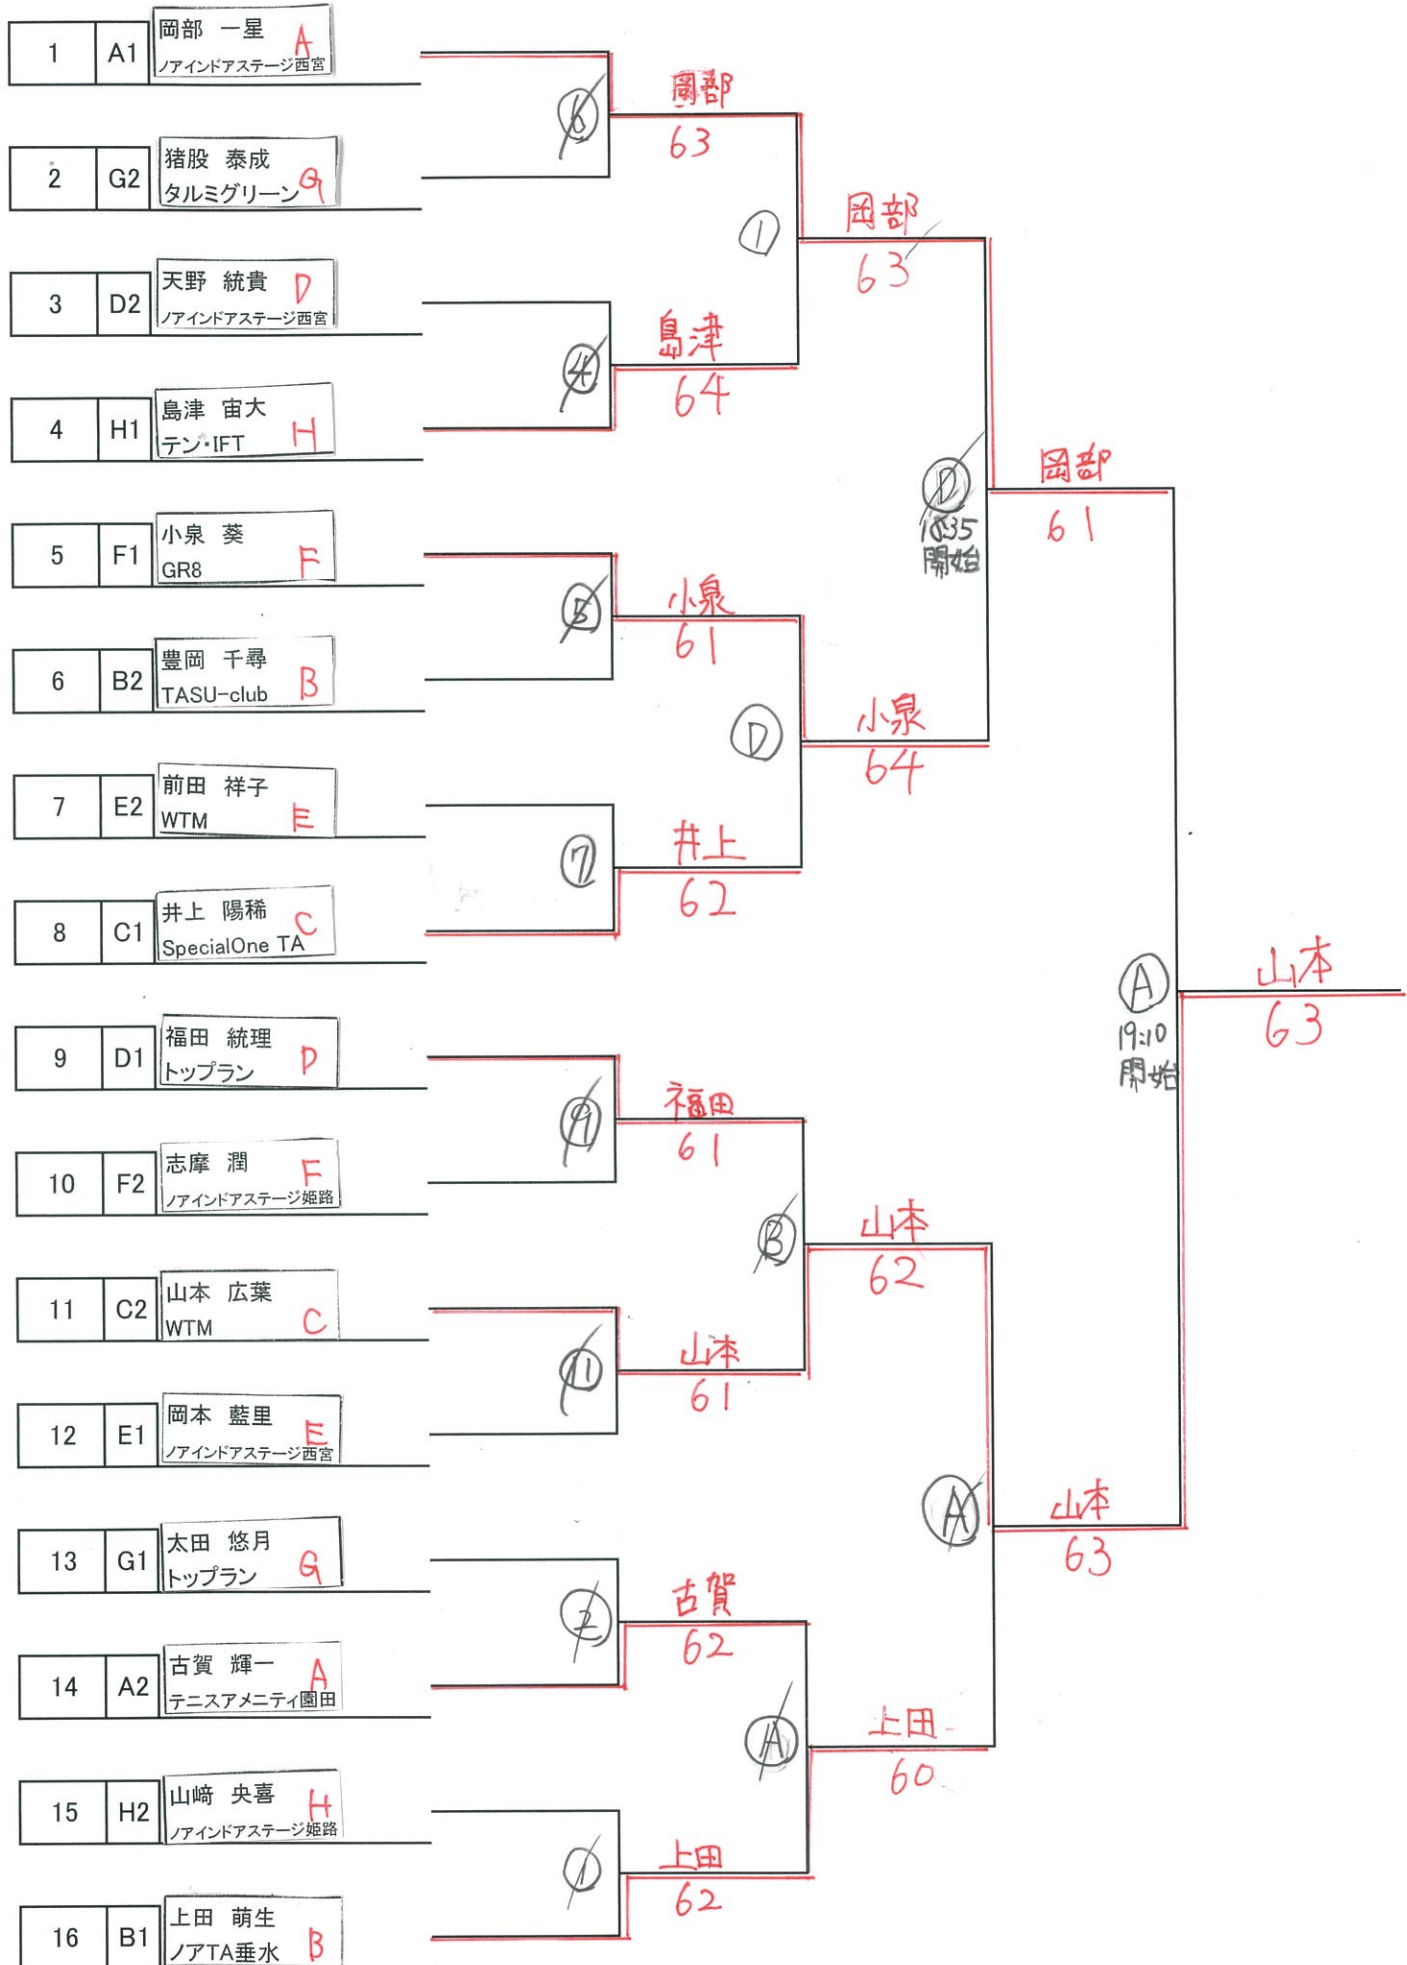 1 A1 岡部 一星 A
ノアインドアステージ西宮
2 G2 猪股 泰成
タルミグリーン G
3 D2 天野 統貴 D
ノアインドアステージ西宮
4 H1 島津 宙大
テン・IFT H
5 F1 小泉 葵
GR8 F
6 B2 豊岡 千尋
TASU-club B
7 E2 前田 祥子
WTM E
8 C1 井上 陽稀 C
SpecialOne TA
9 D1 福田 統理
トップラン D
10 F2 志摩 潤 F
ノアインドアステージ姫路
11 C2 山本 広葉
WTM C
12 E1 岡本 藍里 E
ノアインドアステージ西宮
13 G1 太田 悠月
トップラン G
14 A2 古賀 輝一 A
テニスアメニティ園田
15 H2 山﨑 央喜 H
ノアインドアステージ姫路
16 B1 上田 萌生
ノアTA垂水 B
6
岡部
63
4
島津
64
5
小泉
61
7
井上
62
9
福田
61
11
山本
61
2
古賀
62
1
上田
62
1
岡部
63
D
小泉
64
B
山本
62
A
上田
60
D
1835
開始
岡部
61
A
山本
63
A
19:10
開始
山本
63